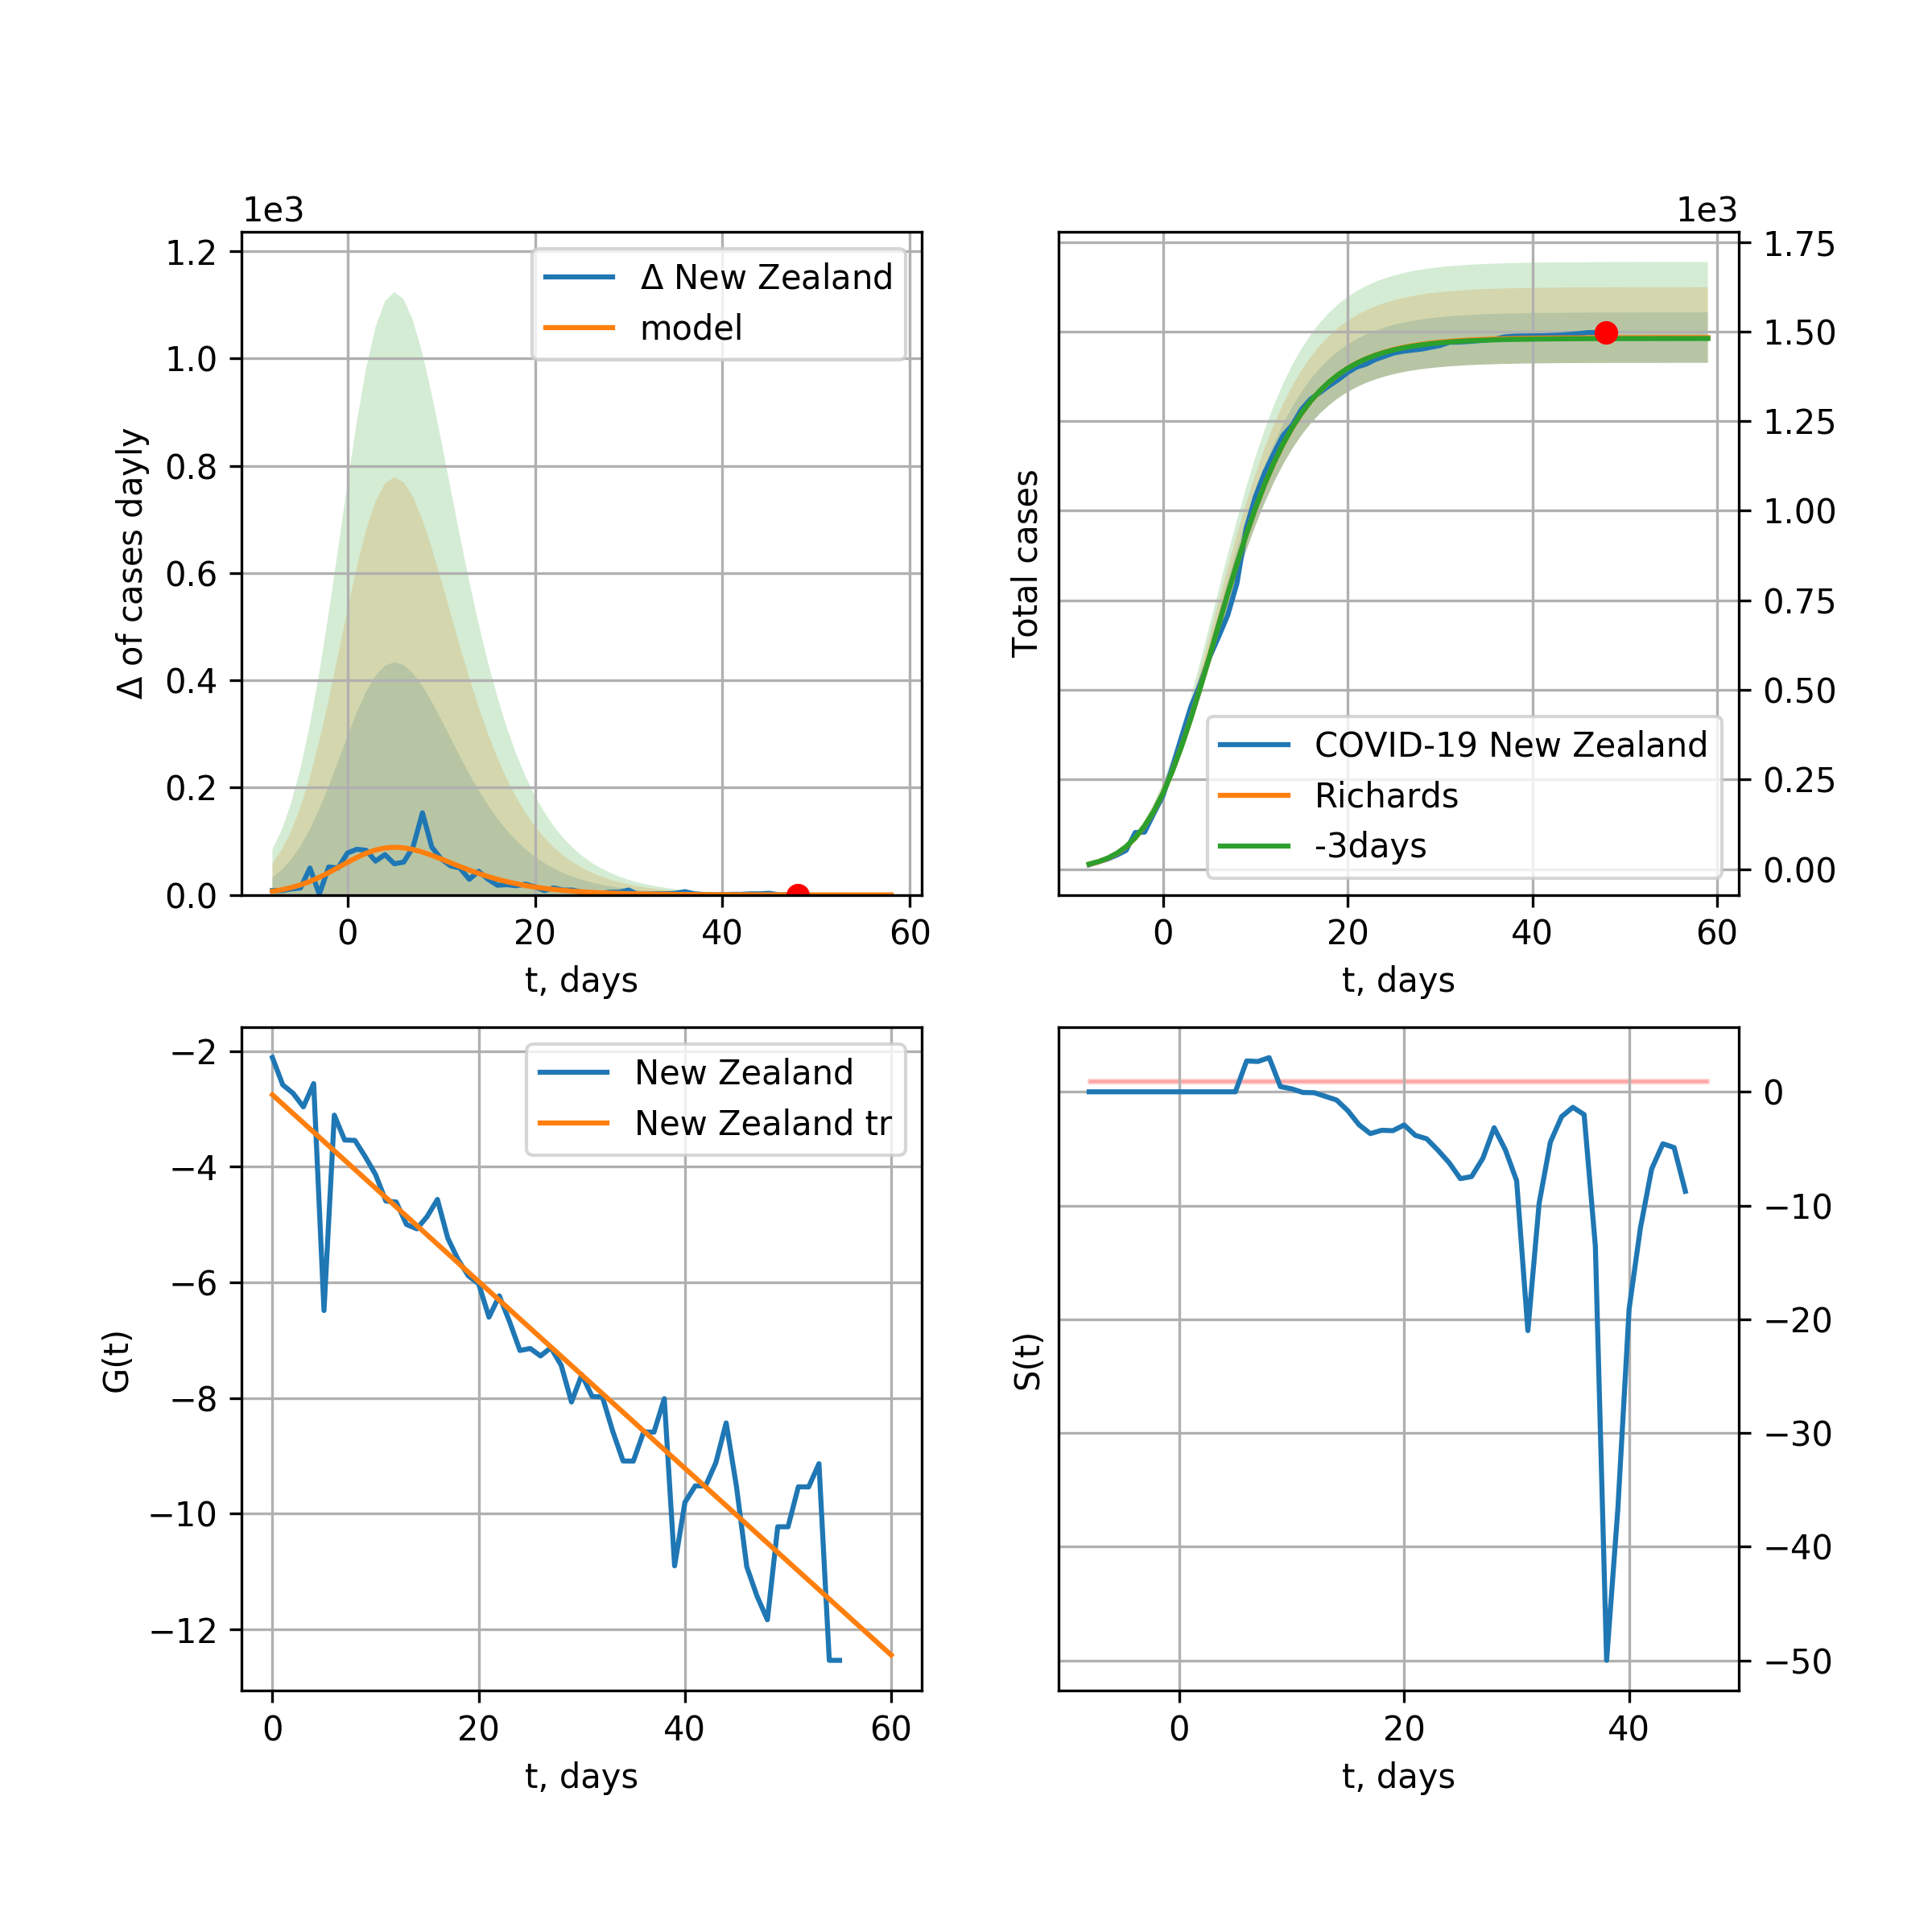 1e3
1.2
1.0
0.8
0.6
0.4
0.2
0.0
Δ of cases dayly
Δ New Zealand
model
0 20 40 60
t, days
1e3
1.75
1.50
1.25
1.00
0.75
0.50
0.25
0.00
Total cases
COVID-19 New Zealand
Richards
-3days
0 20 40 60
t, days
−2
−4
−6
−8
−10
−12
G(t)
New Zealand
New Zealand tr
0 20 40 60
t, days
0
−10
−20
−30
−40
−50
S(t)
0 20 40
t, days